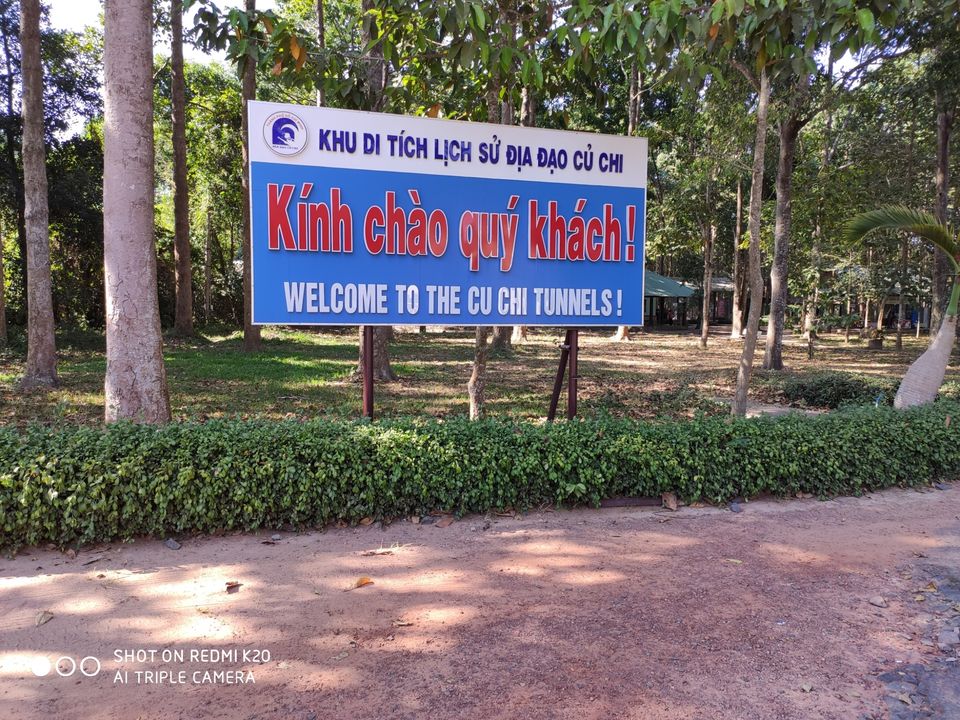 KHU DI TÍCH LỊCH SỬ ĐỊA ĐẠO CỦ CHI
Kính chào quý khách!
WELCOME TO THE CU CHI TUNNELS!
SHOT ON REDMI K20
AI TRIPLE CAMERA